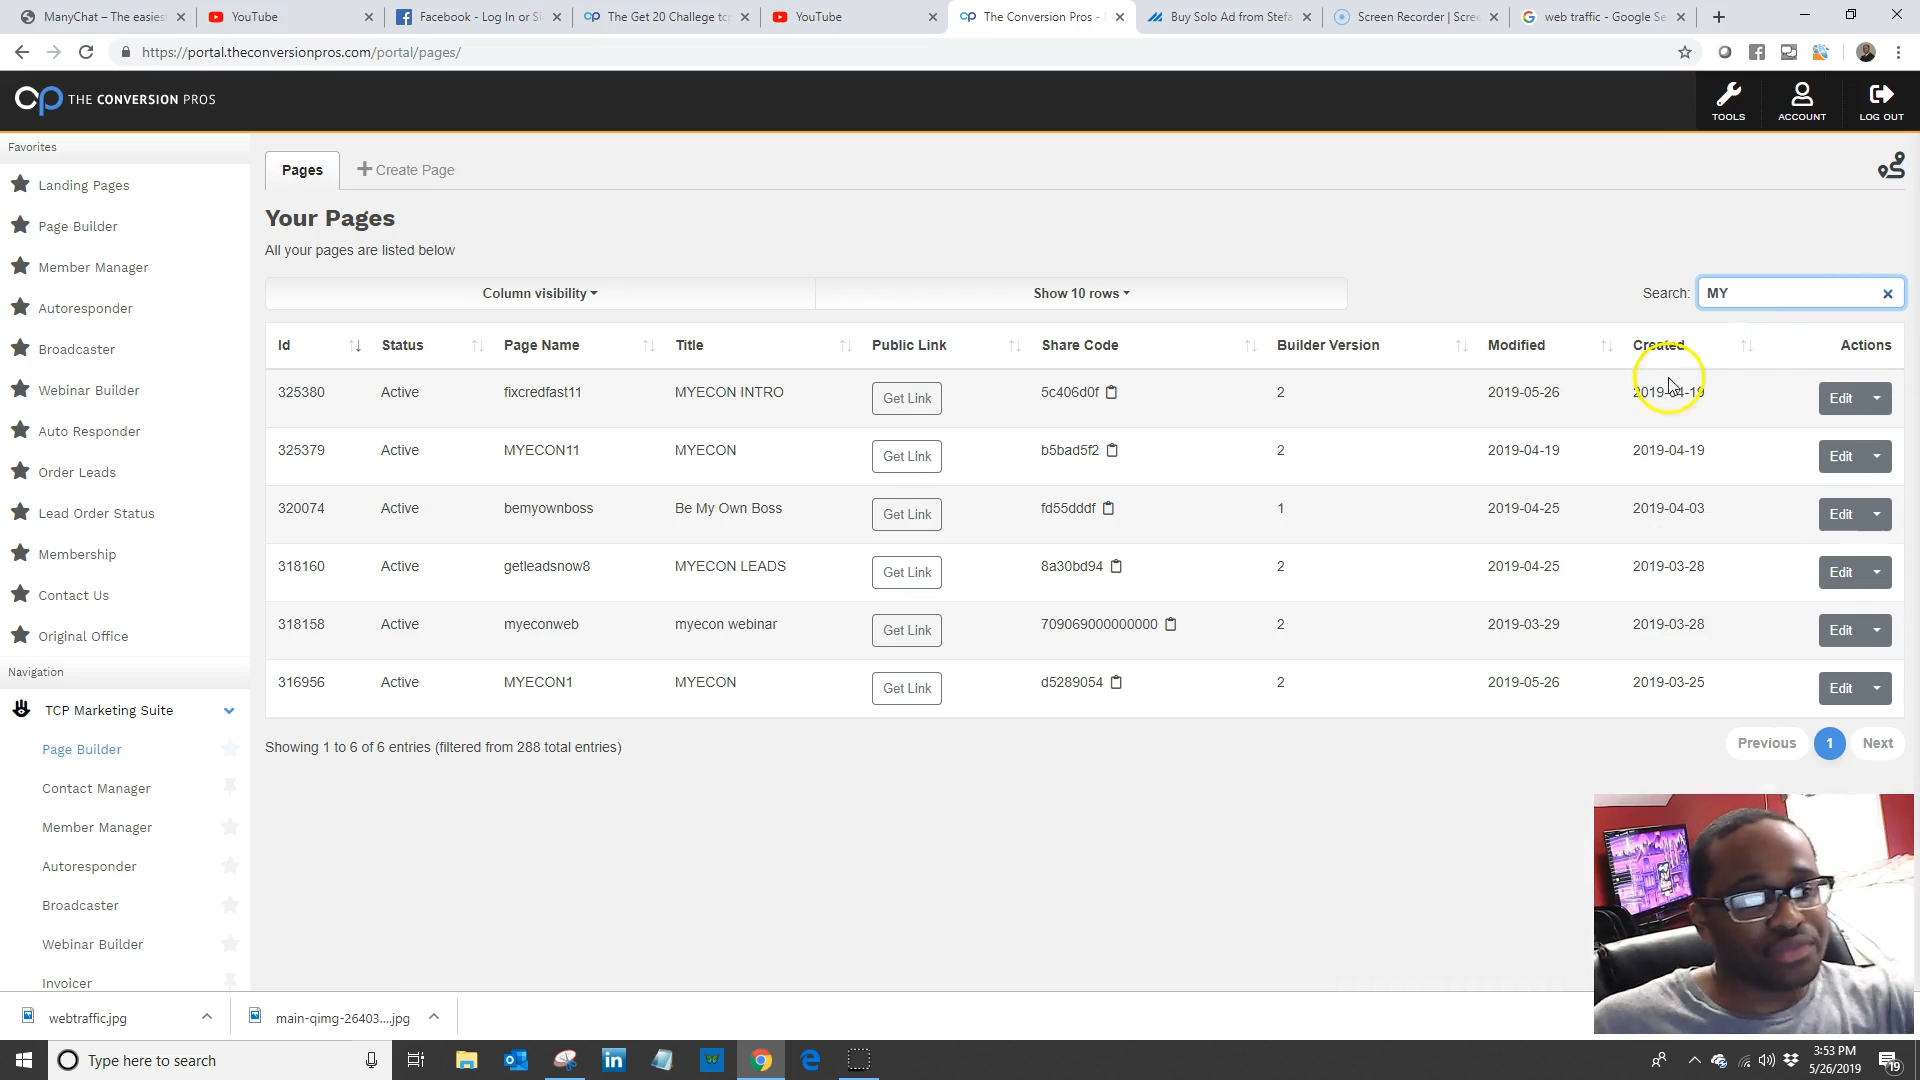 ManyChat – The easies
YouTube
Facebook - Log In or Si
The Get 20 Challege tcp
YouTube
The Conversion Pros -
Buy Solo Ad from Stefa
Screen Recorder | Scree
web traffic - Google Se
https://portal.theconversionpros.com/portal/pages/
THE CONVERSION PROS
TOOLS
ACCOUNT
LOG OUT
Favorites
Landing Pages
Page Builder
Member Manager
Autoresponder
Broadcaster
Webinar Builder
Auto Responder
Order Leads
Lead Order Status
Membership
Contact Us
Original Office
Navigation
TCP Marketing Suite
Page Builder
Contact Manager
Member Manager
Autoresponder
Broadcaster
Webinar Builder
Invoicer
Pages
Create Page
Your Pages
All your pages are listed below
Column visibility
Show 10 rows
Search: MY
Id Status Page Name Title Public Link Share Code Builder Version Modified Created Actions
325380 Active fixcredfast11 MYECON INTRO Get Link 5c406d0f 2 2019-05-26 2019-04-19 Edit
325379 Active MYECON11 MYECON Get Link b5bad5f2 2 2019-04-19 2019-04-19 Edit
320074 Active bemyownboss Be My Own Boss Get Link fd55dddf 1 2019-04-25 2019-04-03 Edit
318160 Active getleadsnow8 MYECON LEADS Get Link 8a30bd94 2 2019-04-25 2019-03-28 Edit
318158 Active myeconweb myecon webinar Get Link 709069000000000 2 2019-03-29 2019-03-28 Edit
316956 Active MYECON1 MYECON Get Link d5289054 2 2019-05-26 2019-03-25 Edit
Showing 1 to 6 of 6 entries (filtered from 288 total entries)
Previous 1 Next
webtraffic.jpg
main-qimg-26403....jpg
Type here to search
3:53 PM
5/26/2019
19